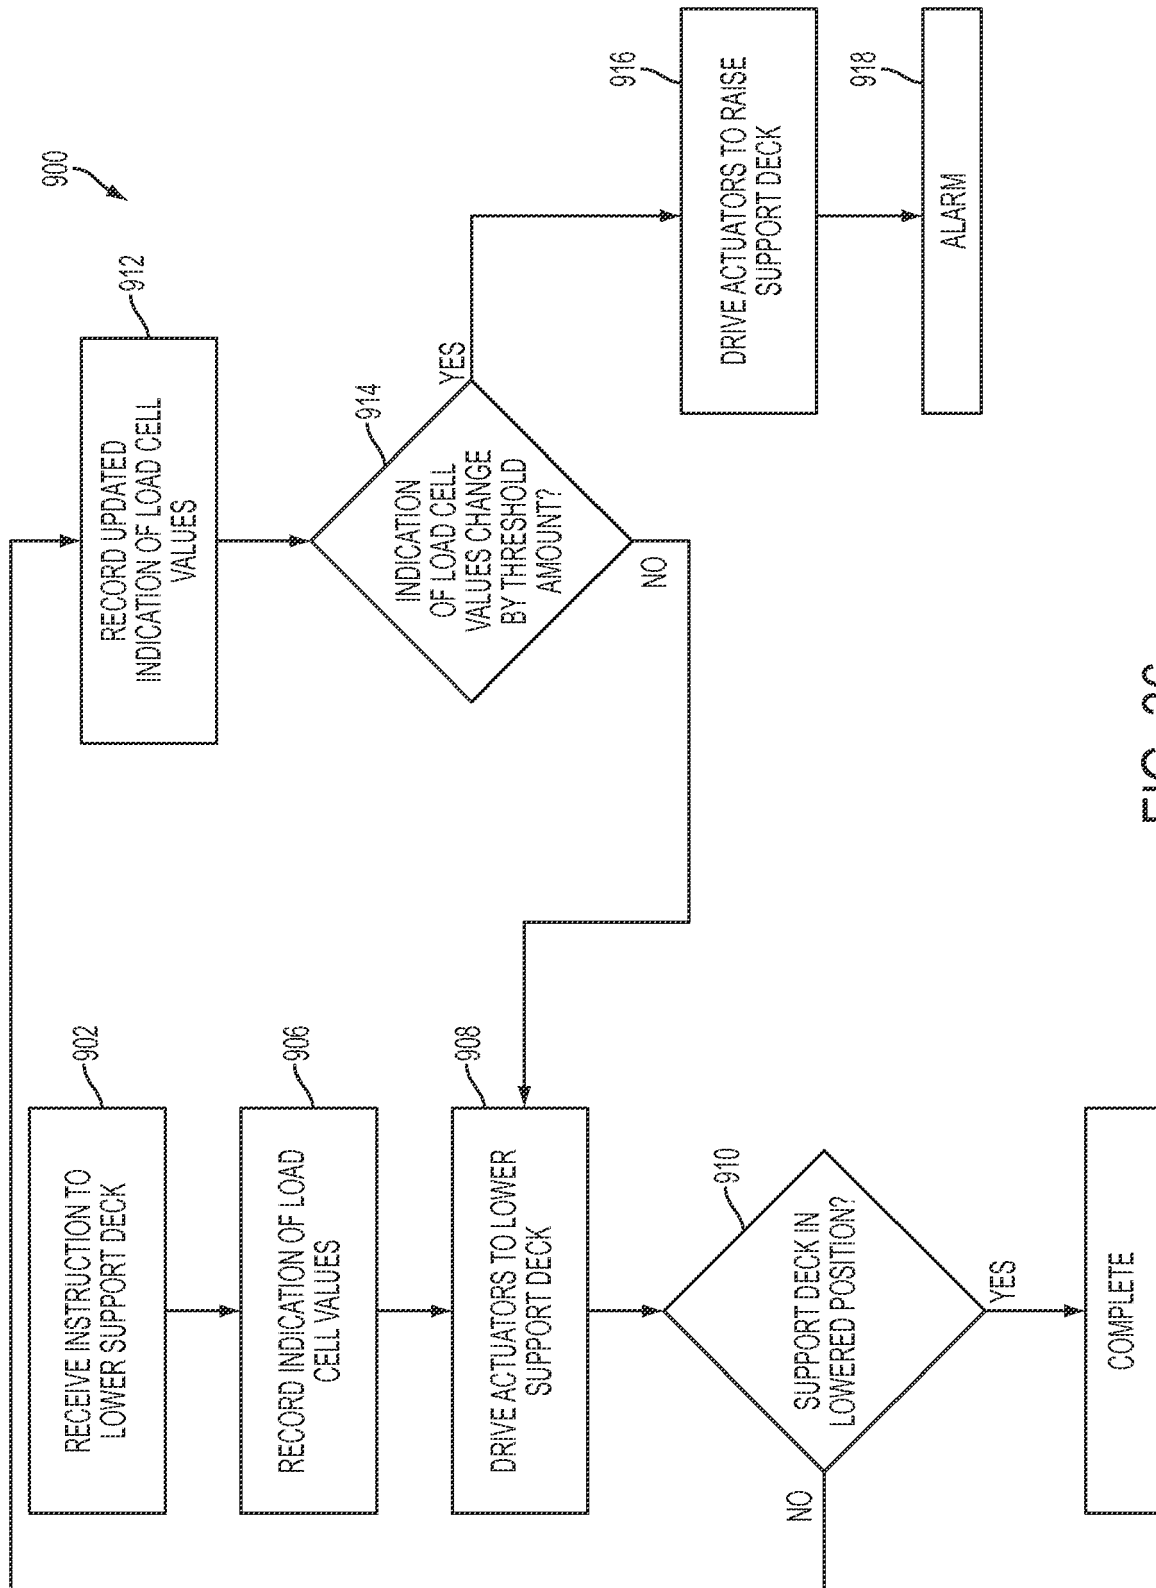 900
902
RECEIVE INSTRUCTION TO
LOWER SUPPORT DECK
906
RECORD INDICATION OF LOAD
CELL VALUES
908
DRIVE ACTUATORS TO LOWER
SUPPORT DECK
910
SUPPORT DECK IN
LOWERED POSITION?
NO
YES
COMPLETE
912
RECORD UPDATED
INDICATION OF LOAD CELL
VALUES
914
INDICATION
OF LOAD CELL
VALUES CHANGE
BY THRESHOLD
AMOUNT?
YES
NO
916
DRIVE ACTUATORS TO RAISE
SUPPORT DECK
918
ALARM